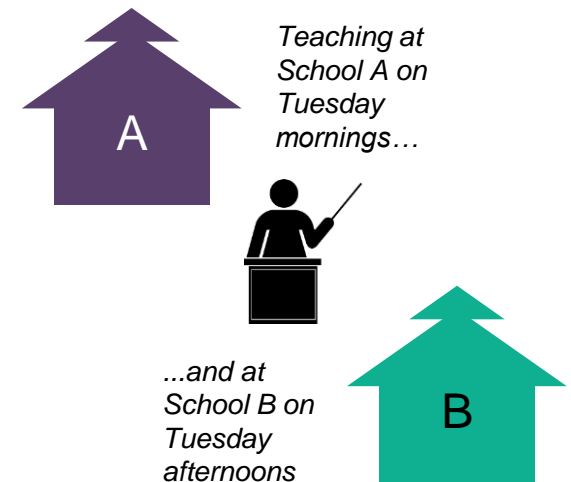 Teaching at
School A on
Tuesday
mornings…
A
...and at
School B on
Tuesday
afternoons
B